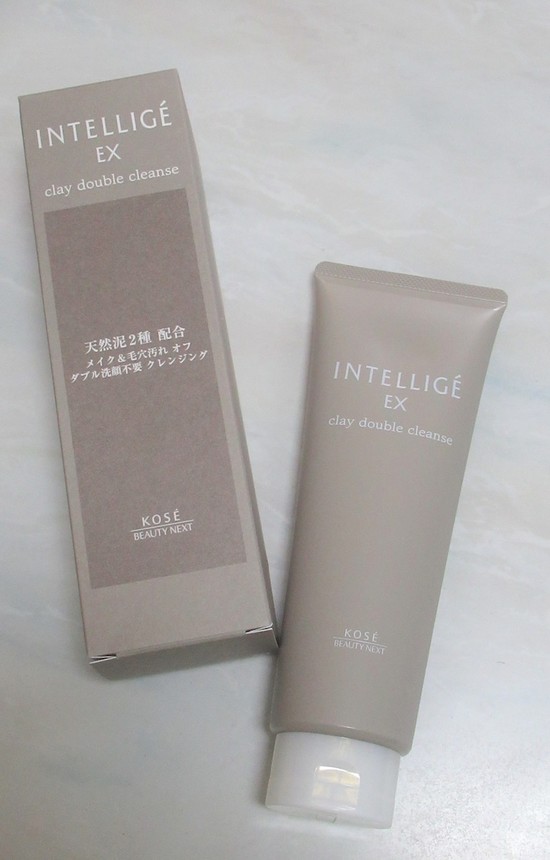 INTELLIGÉ
EX
clay double cleanse
天然泥2種 配合
メイク&毛穴汚れ オフ
ダブル洗顔不要 クレンジング
KOSÉ
BEAUTY NEXT
INTELLIGÉ
EX
clay double cleanse
KOSÉ
BEAUTY NEXT